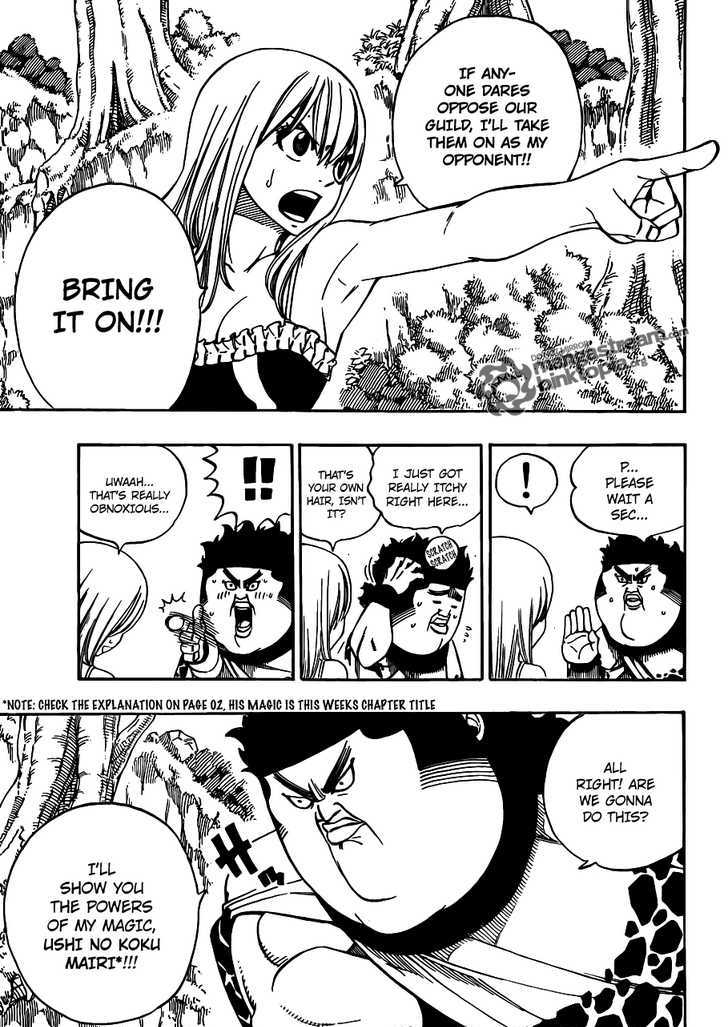 IF ANY-
ONE DARES
OPPOSE OUR
GUILD, I'LL TAKE
THEM ON AS MY
OPPONENT!!
BRING
IT ON!!!
P...
PLEASE
WAIT A
SEC...
!
I JUST GOT
REALLY ITCHY
RIGHT HERE...
SCRATCH
SCRATCH
THAT'S
YOUR OWN
HAIR, ISN'T
IT?
!!
UWAAH...
THAT'S REALLY
OBNOXIOUS...
*NOTE: CHECK THE EXPLANATION ON PAGE 02, HIS MAGIC IS THIS WEEKS CHAPTER TITLE
ALL
RIGHT! ARE
WE GONNA
DO THIS?
I'LL
SHOW YOU
THE POWERS
OF MY MAGIC,
USHI NO KOKU
MAIRI*!!!
mangastream.com